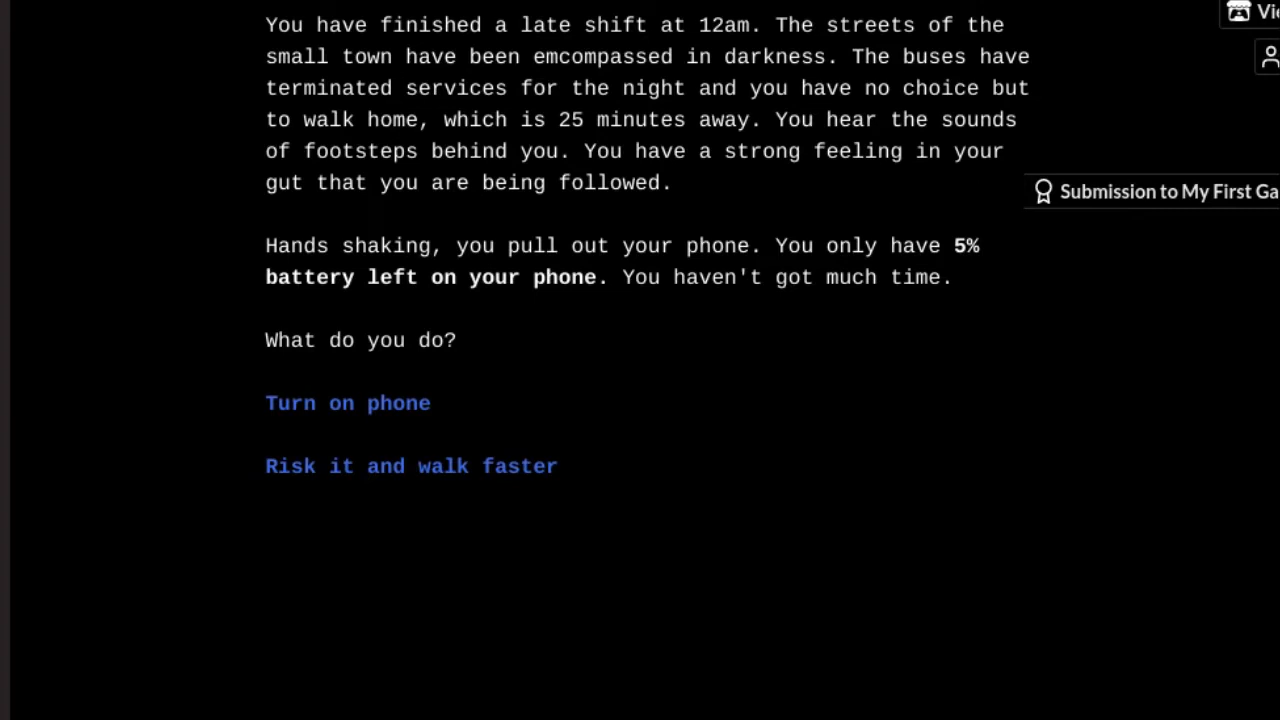 You have finished a late shift at 12am. The streets of the
small town have been emcompassed in darkness. The buses have
terminated services for the night and you have no choice but
to walk home, which is 25 minutes away. You hear the sounds
of footsteps behind you. You have a strong feeling in your
gut that you are being followed.
Hands shaking, you pull out your phone. You only have 5%
battery left on your phone. You haven't got much time.
What do you do?
Turn on phone
Risk it and walk faster
Vi
Submission to My First Ga